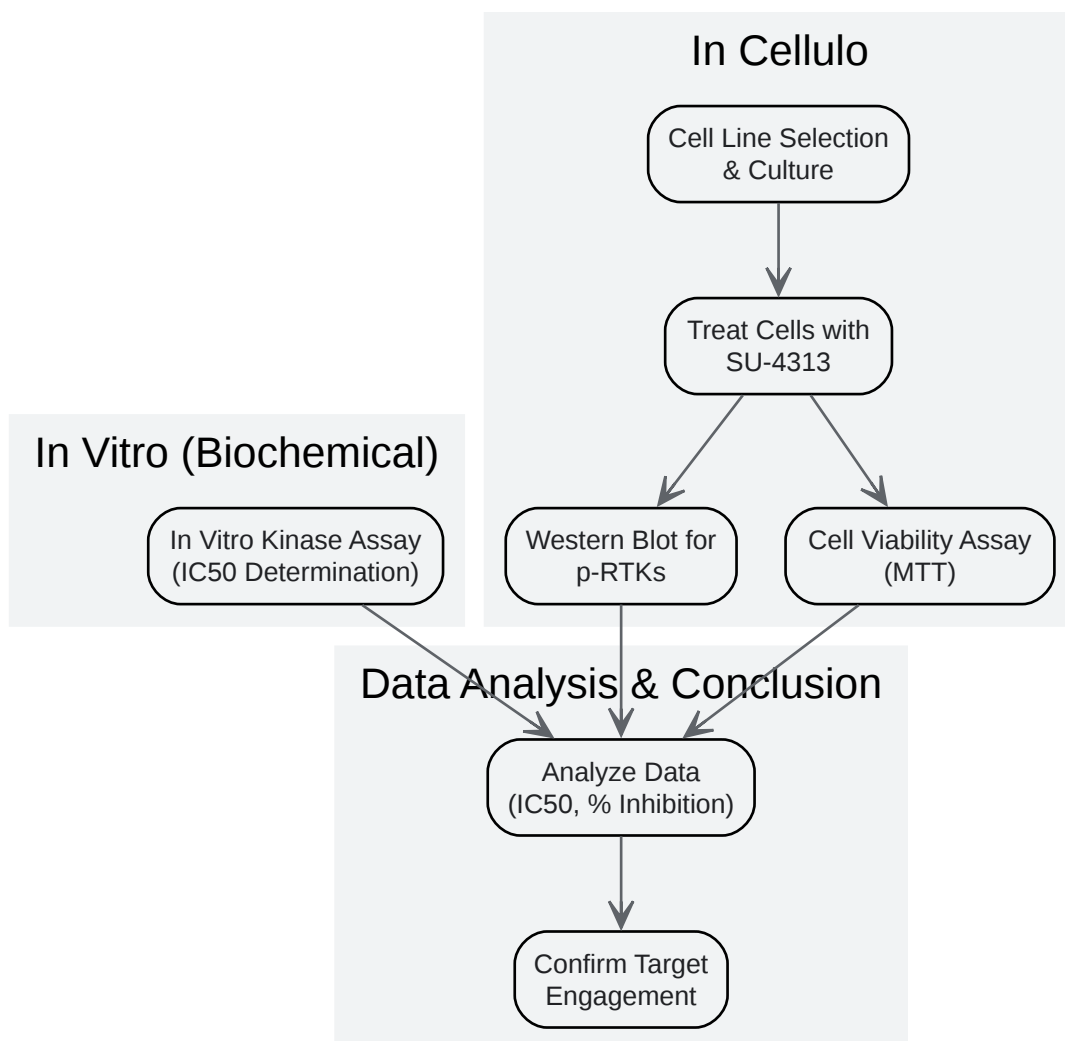 In Cellulo
Cell Line Selection
& Culture
Treat Cells with
SU-4313
In Vitro (Biochemical)
In Vitro Kinase Assay
(IC50 Determination)
Western Blot for
p-RTKs
Cell Viability Assay
(MTT)
Data Analysis & Conclusion
Analyze Data
(IC50, % Inhibition)
Confirm Target
Engagement